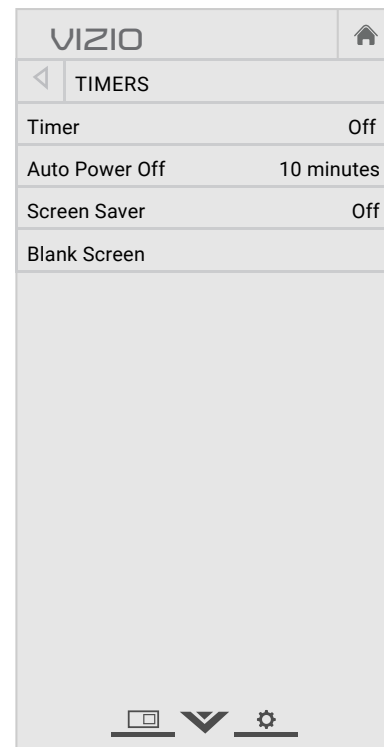 VIZIO
TIMERS
Timer Off
Auto Power Off 10 minutes
Screen Saver Off
Blank Screen